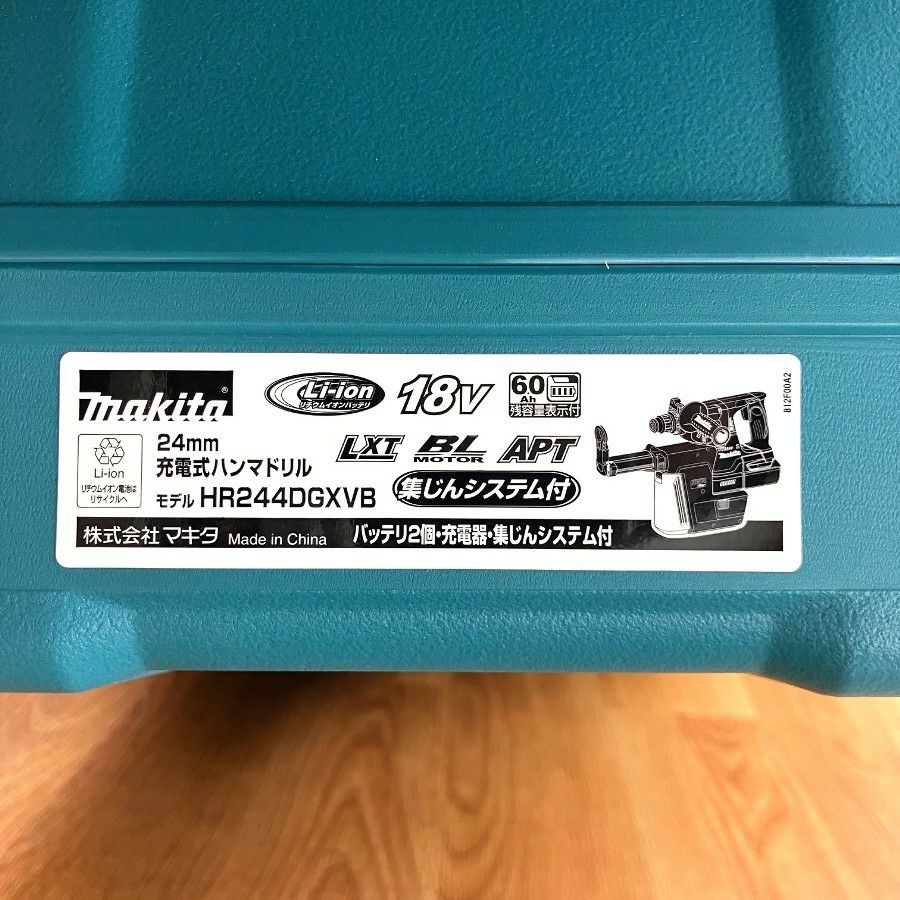 makita®
Li-ion
リチウムイオンバッテリ
18V
6.0 Ah
残容量表示付
Li-ion
リチウムイオン電池は
リサイクルへ
24mm
充電式ハンマドリル
モデル HR244DGXVB
LXT BL MOTOR APT
集じんシステム付
株式会社マキタ Made in China バッテリ2個・充電器・集じんシステム付
812F00A2